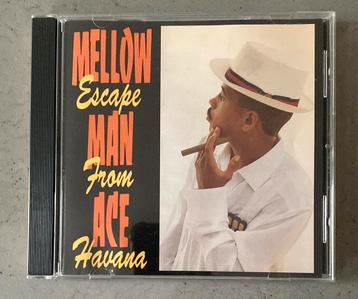 MELLOW
Escape
MAN
From
ACE
Havana